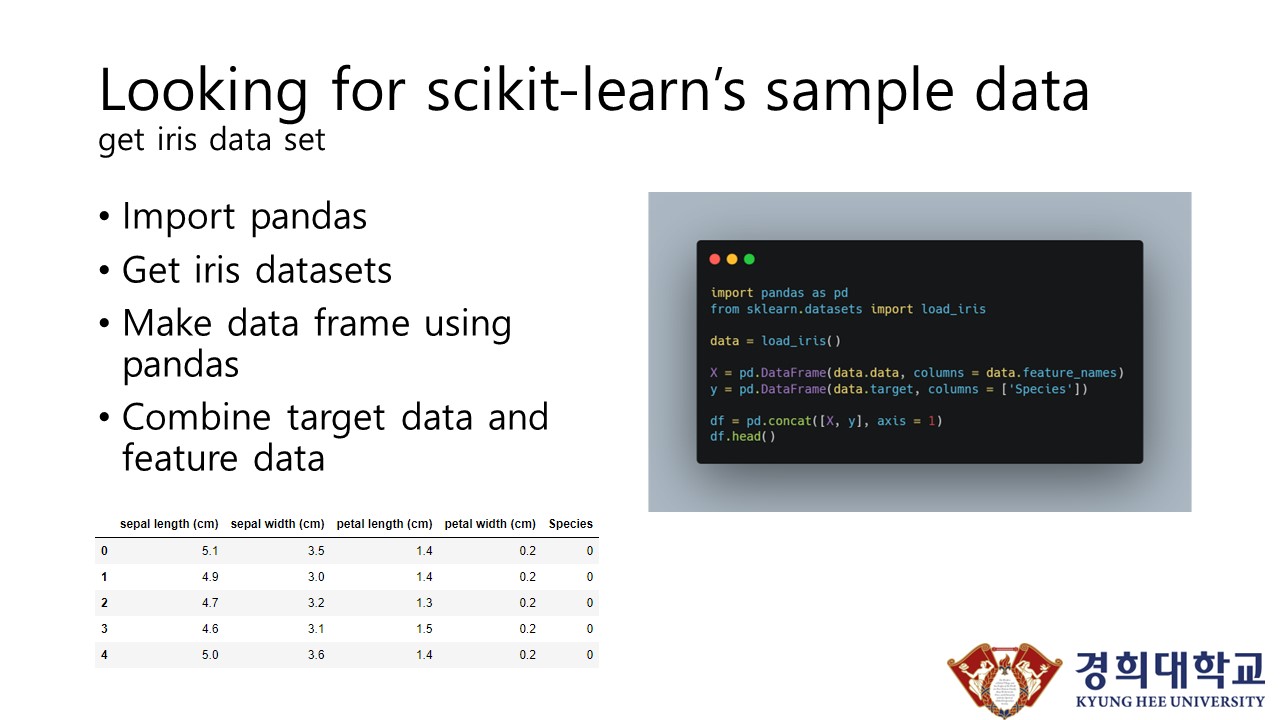 Looking for scikit-learn’s sample data
get iris data set
• Import pandas
• Get iris datasets
• Make data frame using
pandas
• Combine target data and
feature data
import pandas as pd
from sklearn.datasets import load_iris
data = load_iris()
X = pd.DataFrame(data.data, columns = data.feature_names)
y = pd.DataFrame(data.target, columns = ['Species'])
df = pd.concat([X, y], axis = 1)
df.head()
sepal length (cm) sepal width (cm) petal length (cm) petal width (cm) Species
0 5.1 3.5 1.4 0.2 0
1 4.9 3.0 1.4 0.2 0
2 4.7 3.2 1.3 0.2 0
3 4.6 3.1 1.5 0.2 0
4 5.0 3.6 1.4 0.2 0
경희대학교
KYUNG HEE UNIVERSITY